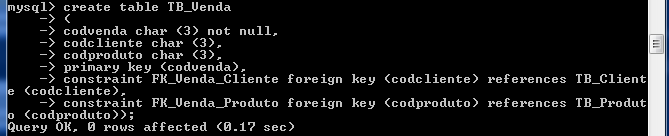 mysql> create table TB_Venda
    -> (
    -> codvenda char (3) not null,
    -> codcliente char (3),
    -> codproduto char (3),
    -> primary key (codvenda),
    -> constraint FK_Venda_Cliente foreign key (codcliente) references TB_Client
e (codcliente),
    -> constraint FK_Venda_Produto foreign key (codproduto) references TB_Produt
o (codproduto));
Query OK, 0 rows affected (0.17 sec)